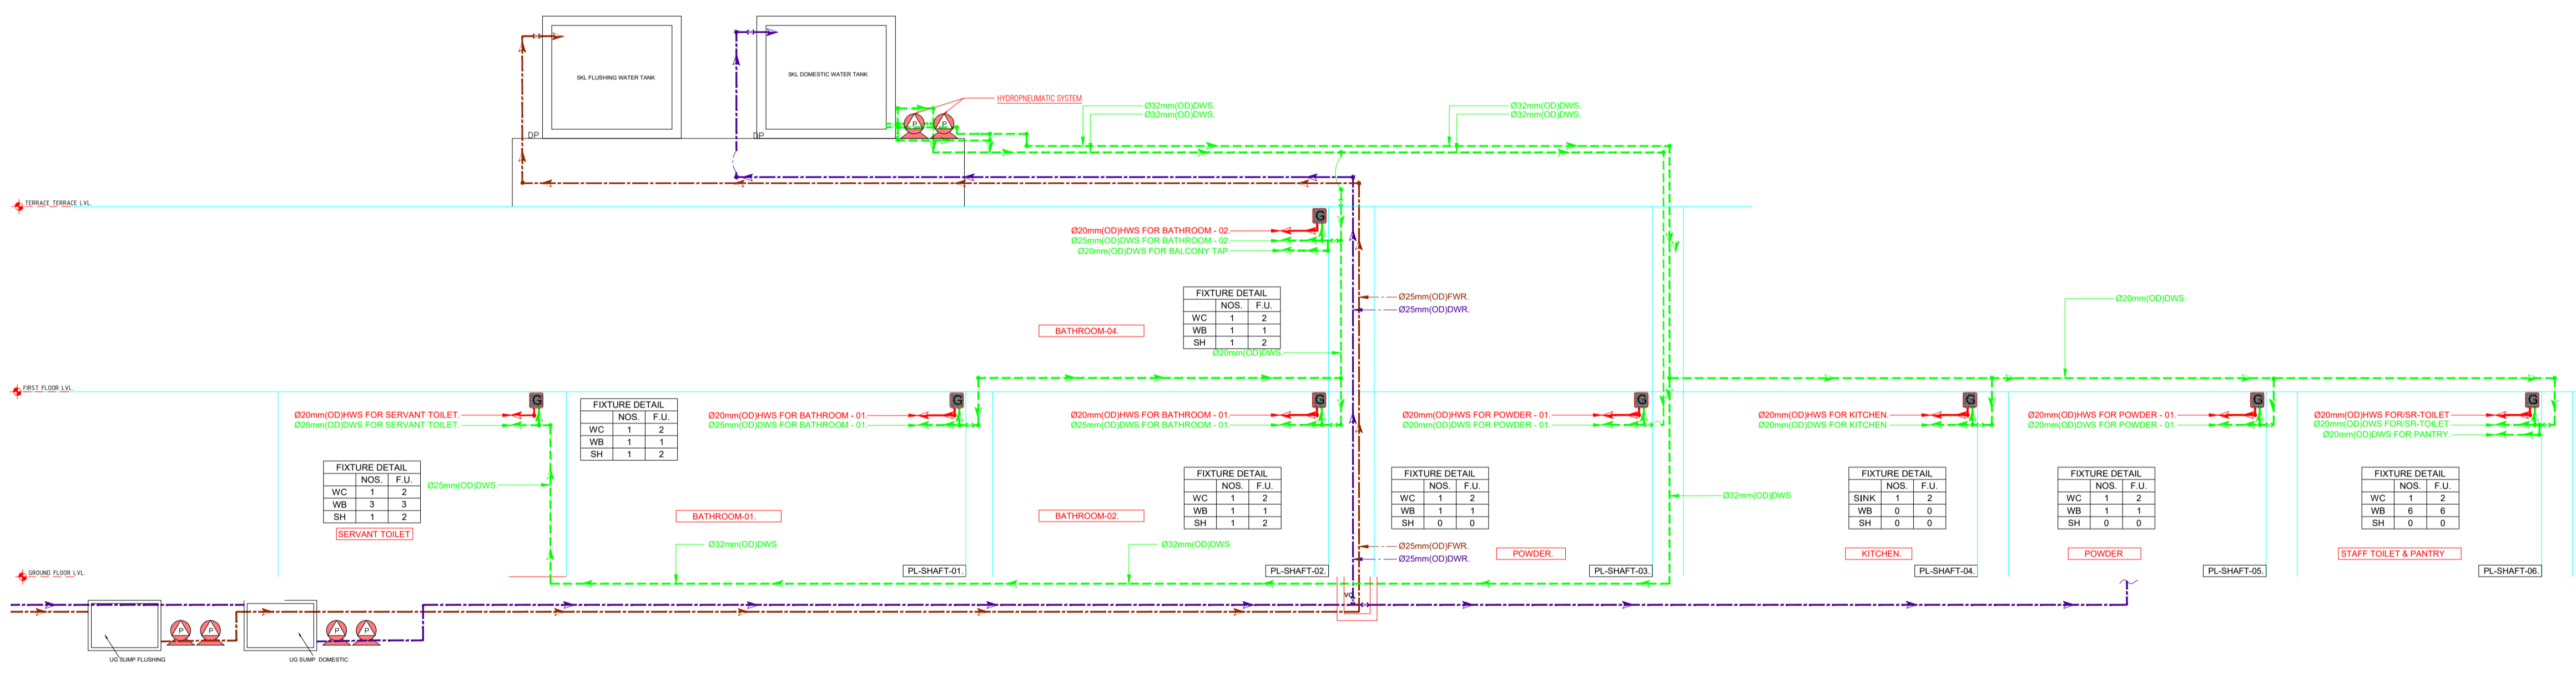 5KL FLUSHING WATER TANK
5KL DOMESTIC WATER TANK
HYDROPNEUMATIC SYSTEM
P
P
DP
DP
Ø32mm(OD)DWS.
Ø32mm(OD)DWS.
Ø32mm(OD)DWS.
Ø32mm(OD)DWS.
TERRACE TERRACE LVL.
G
Ø20mm(OD)HWS FOR BATHROOM - 02.
Ø25mm(OD)DWS FOR BATHROOM - 02.
Ø20mm(OD)DWS FOR BALCONY TAP.
FIXTURE DETAIL
NOS. F.U.
WC 1 2
WB 1 1
SH 1 2
BATHROOM-04.
Ø20mm(OD)DWS
Ø25mm(OD)FWR.
Ø25mm(OD)DWR.
Ø20mm(OD)DWS.
FIRST FLOOR LVL.
G
Ø20mm(OD)HWS FOR SERVANT TOILET.
Ø25mm(OD)DWS FOR SERVANT TOILET.
FIXTURE DETAIL
NOS. F.U.
WC 1 2
WB 3 3
SH 1 2
SERVANT TOILET
Ø25mm(OD)DWS.
FIXTURE DETAIL
NOS. F.U.
WC 1 2
WB 1 1
SH 1 2
G
Ø20mm(OD)HWS FOR BATHROOM - 01.
Ø25mm(OD)DWS FOR BATHROOM - 01.
BATHROOM-01.
Ø32mm(OD)DWS
PL-SHAFT-01.
G
Ø20mm(OD)HWS FOR BATHROOM - 01.
Ø25mm(OD)DWS FOR BATHROOM - 01.
FIXTURE DETAIL
NOS. F.U.
WC 1 2
WB 1 1
SH 1 2
BATHROOM-02.
Ø32mm(OD)DWS
PL-SHAFT-02.
G
Ø20mm(OD)HWS FOR POWDER - 01.
Ø20mm(OD)DWS FOR POWDER - 01.
FIXTURE DETAIL
NOS. F.U.
WC 1 2
WB 1 1
SH 0 0
Ø25mm(OD)FWR.
Ø25mm(OD)DWR.
POWDER.
PL-SHAFT-03.
Ø32mm(OD)DWS
G
Ø20mm(OD)HWS FOR KITCHEN.
Ø20mm(OD)DWS FOR KITCHEN.
FIXTURE DETAIL
NOS. F.U.
SINK 1 2
WB 0 0
SH 0 0
KITCHEN.
PL-SHAFT-04.
G
Ø20mm(OD)HWS FOR POWDER - 01.
Ø20mm(OD)DWS FOR POWDER - 01.
FIXTURE DETAIL
NOS. F.U.
WC 1 2
WB 1 1
SH 0 0
POWDER
PL-SHAFT-05.
G
Ø20mm(OD)HWS FOR/SR-TOILET
Ø20mm(OD)DWS FOR/SR-TOILET
Ø20mm(OD)DWS FOR PANTRY.
FIXTURE DETAIL
NOS. F.U.
WC 1 2
WB 6 6
SH 0 0
STAFF TOILET & PANTRY
PL-SHAFT-06.
GROUND FLOOR LVL.
P
P
P
P
UG SUMP FLUSHING
UG SUMP DOMESTIC